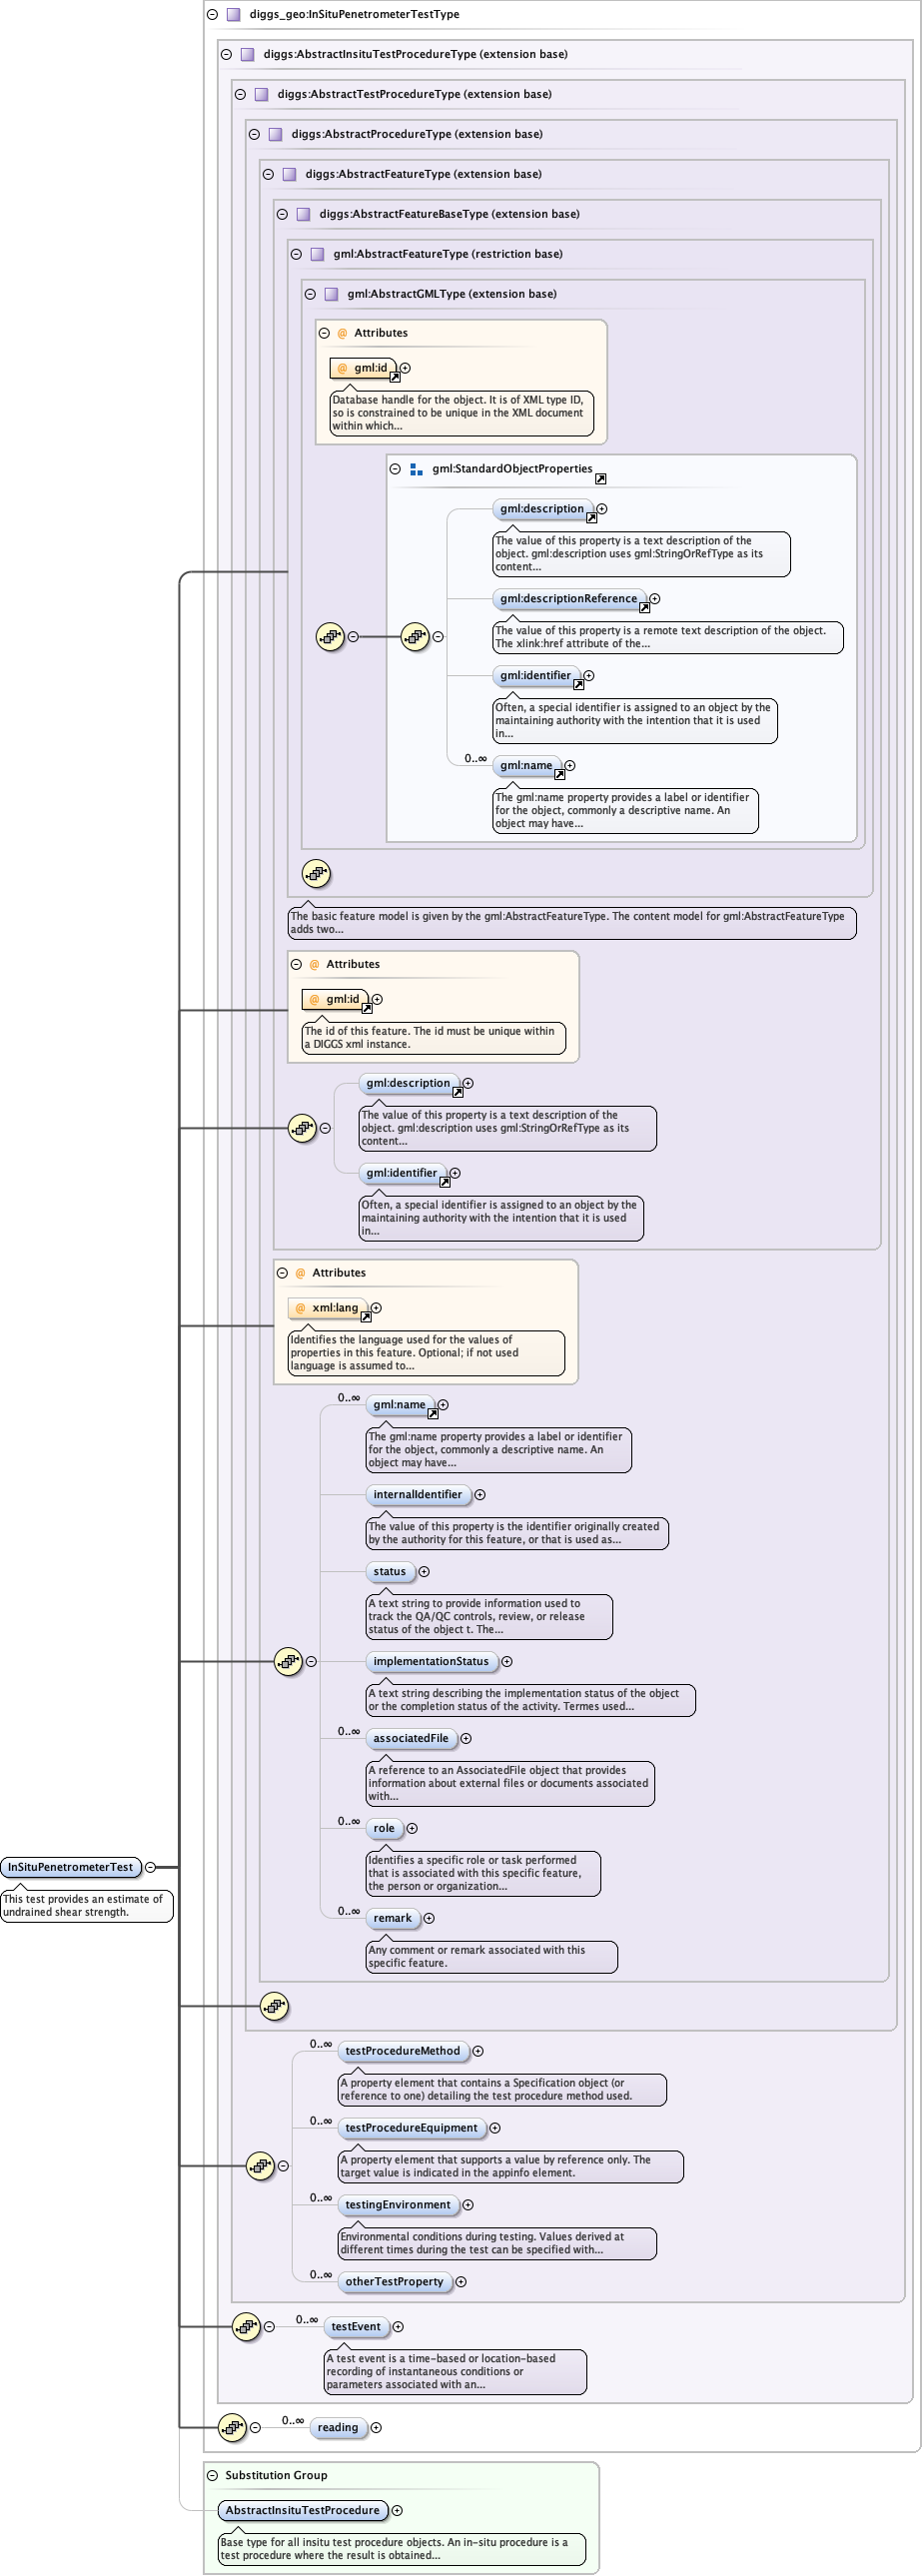 diggs_geo:InSituPenetrometerTestType
diggs:AbstractInsituTestProcedureType (extension base)
diggs:AbstractTestProcedureType (extension base)
diggs:AbstractProcedureType (extension base)
diggs:AbstractFeatureType (extension base)
diggs:AbstractFeatureBaseType (extension base)
gml:AbstractFeatureType (restriction base)
gml:AbstractGMLType (extension base)
@ Attributes
@ gml:id
Database handle for the object. It is of XML type ID,
so is constrained to be unique in the XML document
within which...
gml:StandardObjectProperties
gml:description
The value of this property is a text description of the
object. gml:description uses gml:StringOrRefType as its
content...
gml:descriptionReference
The value of this property is a remote text description of the object.
The xlink:href attribute of the...
gml:identifier
Often, a special identifier is assigned to an object by the
maintaining authority with the intention that it is used
in...
0..∞
gml:name
The gml:name property provides a label or identifier
for the object, commonly a descriptive name. An
object may have...
The basic feature model is given by the gml:AbstractFeatureType. The content model for gml:AbstractFeatureType
adds two...
@ Attributes
@ gml:id
The id of this feature. The id must be unique within
a DIGGS xml instance.
gml:description
The value of this property is a text description of the
object. gml:description uses gml:StringOrRefType as its
content...
gml:identifier
Often, a special identifier is assigned to an object by the
maintaining authority with the intention that it is used
in...
@ Attributes
@ xml:lang
Identifies the language used for the values of
properties in this feature. Optional; if not used
language is assumed to...
0..∞
gml:name
The gml:name property provides a label or identifier
for the object, commonly a descriptive name. An
object may have...
internalIdentifier
The value of this property is the identifier originally created
by the authority for this feature, or that is used as...
status
A text string to provide information used to
track the QA/QC controls, review, or release
status of the object t. The...
implementationStatus
A text string describing the implementation status of the object
or the completion status of the activity. Termes used...
0..∞
associatedFile
A reference to an AssociatedFile object that provides
information about external files or documents associated
with...
0..∞
role
Identifies a specific role or task performed
that is associated with this specific feature,
the person or organization...
InSituPenetrometerTest
This test provides an estimate of
undrained shear strength.
0..∞
remark
Any comment or remark associated with this
specific feature.
0..∞
testProcedureMethod
A property element that contains a Specification object (or
reference to one) detailing the test procedure method used.
0..∞
testProcedureEquipment
A property element that supports a value by reference only. The
target value is indicated in the appinfo element.
0..∞
testingEnvironment
Environmental conditions during testing. Values derived at
different times during the test can be specified with...
0..∞
otherTestProperty
0..∞
testEvent
A test event is a time-based or location-based
recording of instantaneous conditions or
parameters associated with an...
0..∞
reading
Substitution Group
AbstractInsituTestProcedure
Base type for all insitu test procedure objects. An in-situ procedure is a
test procedure where the result is obtained...